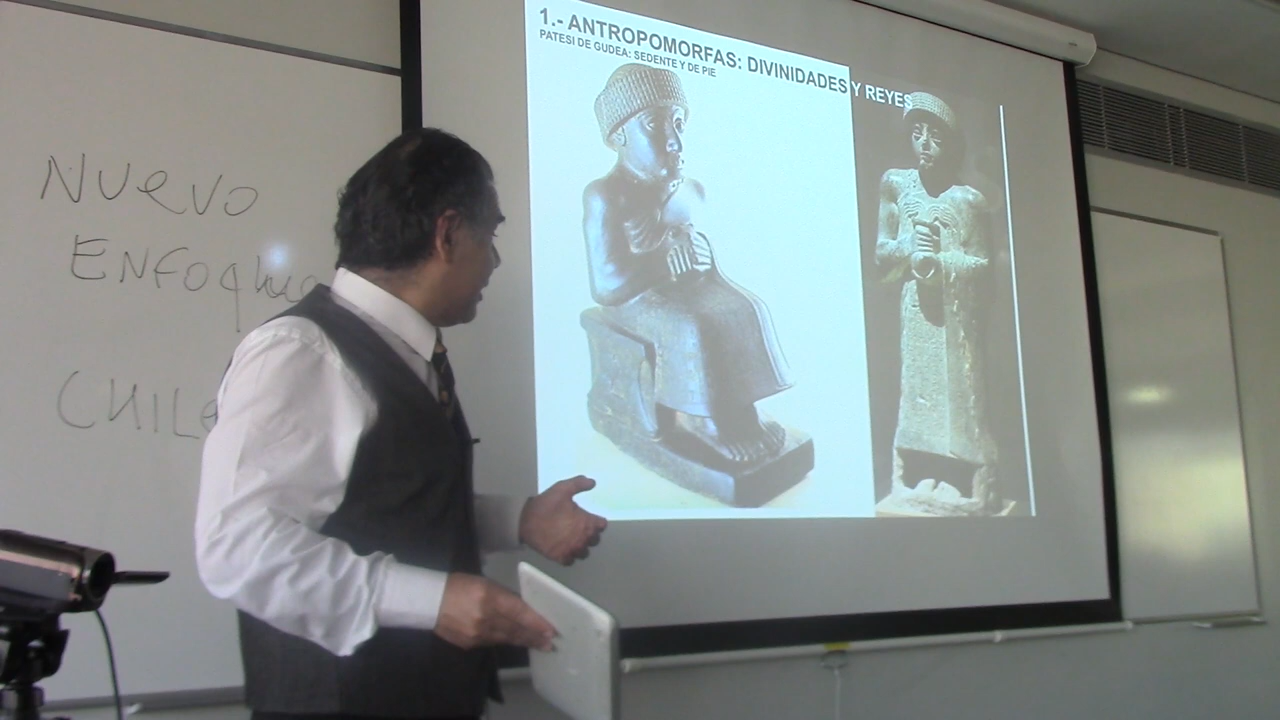 NUEVO
ENFOQUE
CHILe
1.- ANTROPOMORFAS: DIVINIDADES Y REYES
PATESI DE GUDEA: SEDENTE Y DE PIE